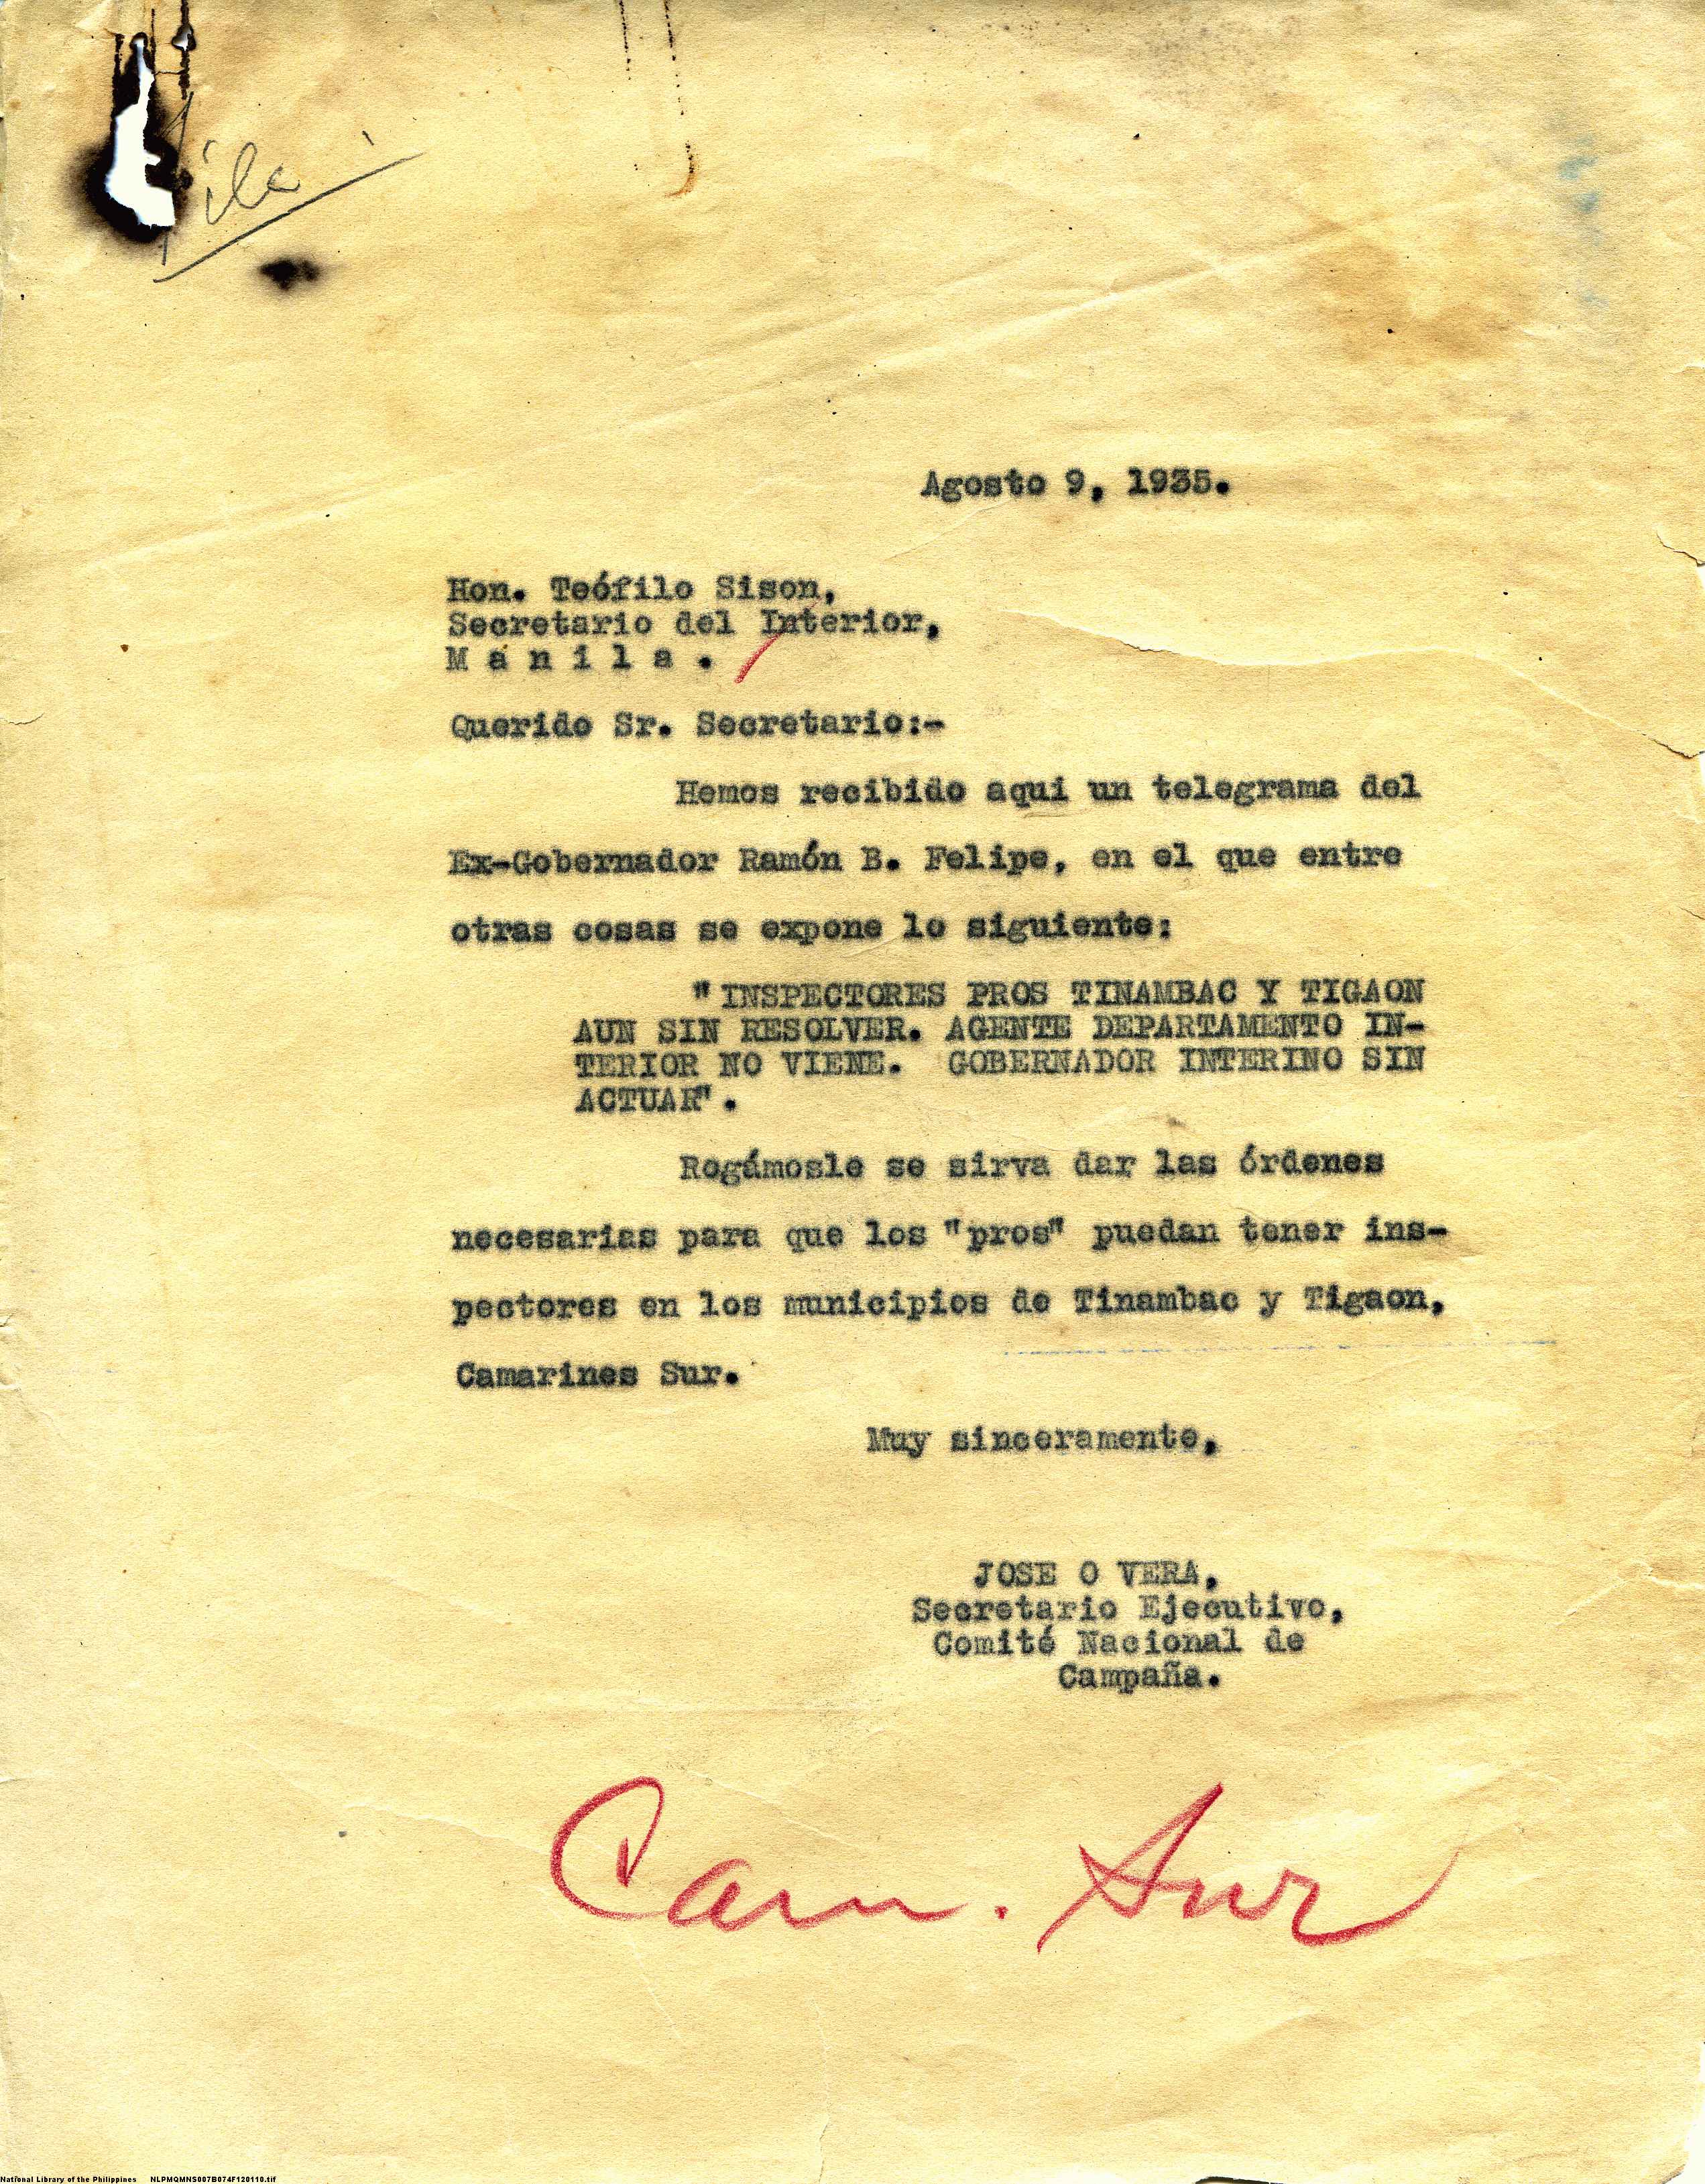 file
Agosto 9, 1935.
Hon. Teófilo Sison,
Secretario del Interior,
M a n i l a .
Querido Sr. Secretario:-
Hemos recibido aqui un telegrama del
Ex-Gobernador Ramón B. Felipe, en el que entre
otras cosas se expone lo siguiente:
"INSPECTORES PROS TINAMBAC Y TIGAON
AUN SIN RESOLVER. AGENTE DEPARTAMENTO IN-
TERIOR NO VIENE. GOBERNADOR INTERINO SIN
ACTUAR".
Rogámosle se sirva dar las órdenes
necesarias para que los "pros" puedan tener ins-
pectores en los municipios de Tinambac y Tigaon,
Camarines Sur.
Muy sinceramente,
JOSE O VERA,
Secretario Ejecutivo,
Comité Nacional de
Campaña.
Cam. Sur
National Library of the Philippines NLPMQMNS007B074F120110.tif